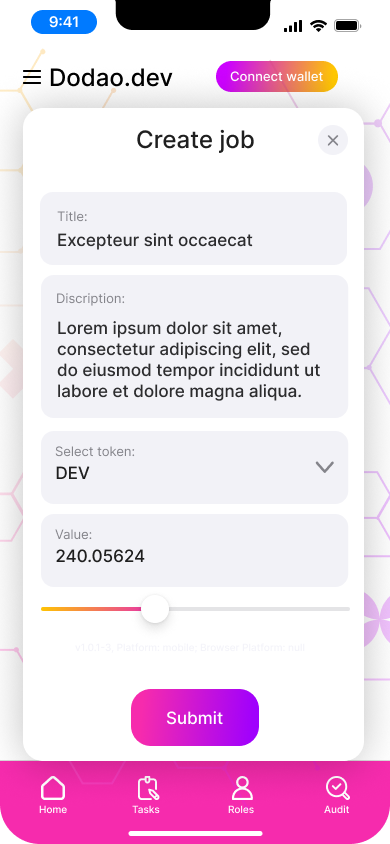 9:41
Dodao.dev
Connect wallet
Create job
Title:
Excepteur sint occaecat
Discription:
Lorem ipsum dolor sit amet,
consectetur adipiscing elit, sed
do eiusmod tempor incididunt ut
labore et dolore magna aliqua.
Select token:
DEV
Value:
240.05624
v1.0.1-3, Platform: mobile, Browser Platform: null
Submit
Home
Tasks
Roles
Audit